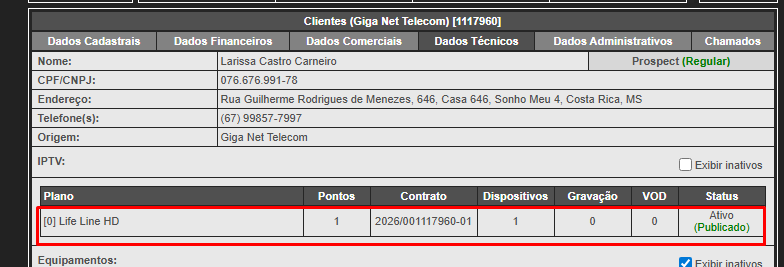 Clientes (Giga Net Telecom) [1117960]
Dados Cadastrais Dados Financeiros Dados Comerciais Dados Técnicos Dados Administrativos Chamados
Nome: Larissa Castro Carneiro Prospect (Regular)
CPF/CNPJ: 076.676.991-78
Endereço: Rua Guilherme Rodrigues de Menezes, 646, Casa 646, Sonho Meu 4, Costa Rica, MS
Telefone(s): (67) 99857-7997
Origem: Giga Net Telecom
IPTV: Exibir inativos
Plano Pontos Contrato Dispositivos Gravação VOD Status
[0] Life Line HD 1 2026/001117960-01 1 0 0 Ativo
(Publicado)
Equipamentos: Exibir inativos